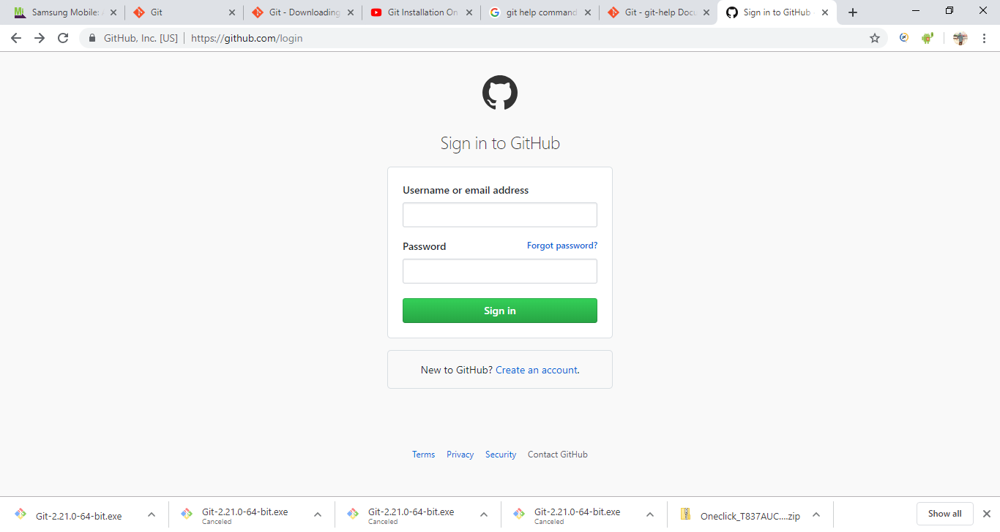 Samsung Mobile:
Git
Git - Downloading
Git Installation On
git help command
Git - git-help Docu
Sign in to GitHub
GitHub, Inc. [US] | https://github.com/login
Sign in to GitHub
Username or email address
Password Forgot password?
Sign in
New to GitHub? Create an account.
Terms Privacy Security Contact GitHub
Git-2.21.0-64-bit.exe
Git-2.21.0-64-bit.exe
Canceled
Git-2.21.0-64-bit.exe
Canceled
Git-2.21.0-64-bit.exe
Canceled
Oneclick_T837AUC....zip
Show all